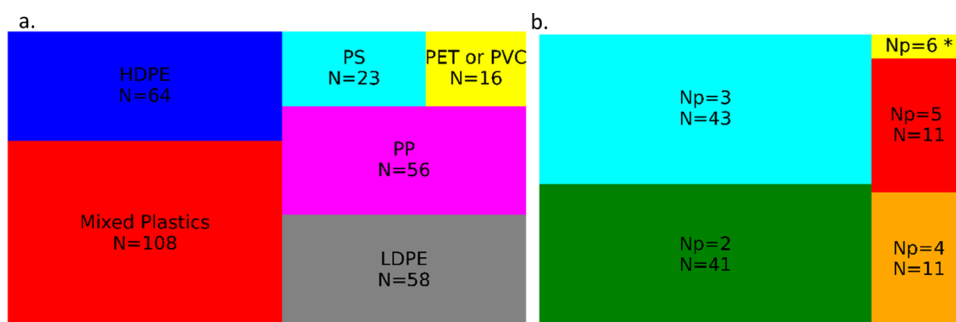 a.
HDPE
N=64
PS
N=23
PET or PVC
N=16
PP
N=56
Mixed Plastics
N=108
LDPE
N=58
b.
Np=3
N=43
Np=6 *
Np=5
N=11
Np=2
N=41
Np=4
N=11